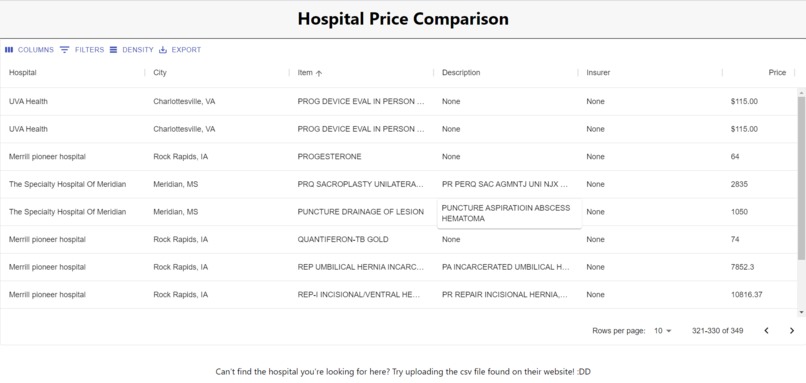 Hospital Price Comparison
COLUMNS FILTERS DENSITY EXPORT
Hospital City Item Description Insurer Price
UVA Health Charlottesville, VA PROG DEVICE EVAL IN PERSON ... None None $115.00
UVA Health Charlottesville, VA PROG DEVICE EVAL IN PERSON ... None None $115.00
Merrill pioneer hospital Rock Rapids, IA PROGESTERONE None None 64
The Specialty Hospital Of Meridian Meridian, MS PRQ SACROPLASTY UNILATERA... PR PERQ SAC AGMNTJ UNI NJX ... None 2835
The Specialty Hospital Of Meridian Meridian, MS PUNCTURE DRAINAGE OF LESION PUNCTURE ASPIRATIOIN ABSCESS None 1050
HEMATOMA
Merrill pioneer hospital Rock Rapids, IA QUANTIFERON-TB GOLD None None 74
Merrill pioneer hospital Rock Rapids, IA REP UMBILICAL HERNIA INCARC... PA INCARCERATED UMBILICAL H... None 7852.3
Merrill pioneer hospital Rock Rapids, IA REP-I INCISIONAL/VENTRAL HE... PR REPAIR INCISIONAL HERNIA,... None 10816.37
Rows per page: 10 321-330 of 349
Can't find the hospital you're looking for here? Try uploading the csv file found on their website! :DD